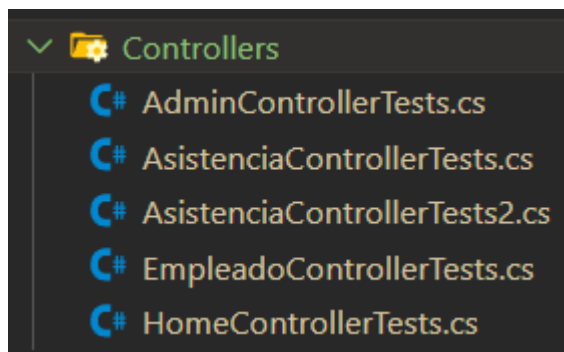 Controllers
C# AdminControllerTests.cs
C# AsistenciaControllerTests.cs
C# AsistenciaControllerTests2.cs
C# EmpleadoControllerTests.cs
C# HomeControllerTests.cs